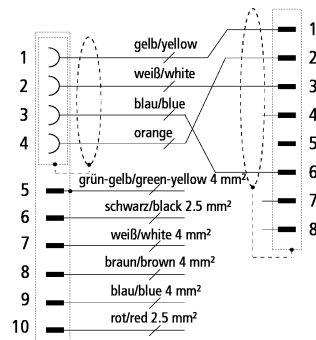 1 gelb/yellow 1
2 weiß/white 2
3 blau/blue 3
4 orange 4
5
6
7
8
5 grün-gelb/green-yellow 4 mm²
6 schwarz/black 2.5 mm²
7 weiß/white 4 mm²
8 braun/brown 4 mm²
9 blau/blue 4 mm²
10 rot/red 2.5 mm²